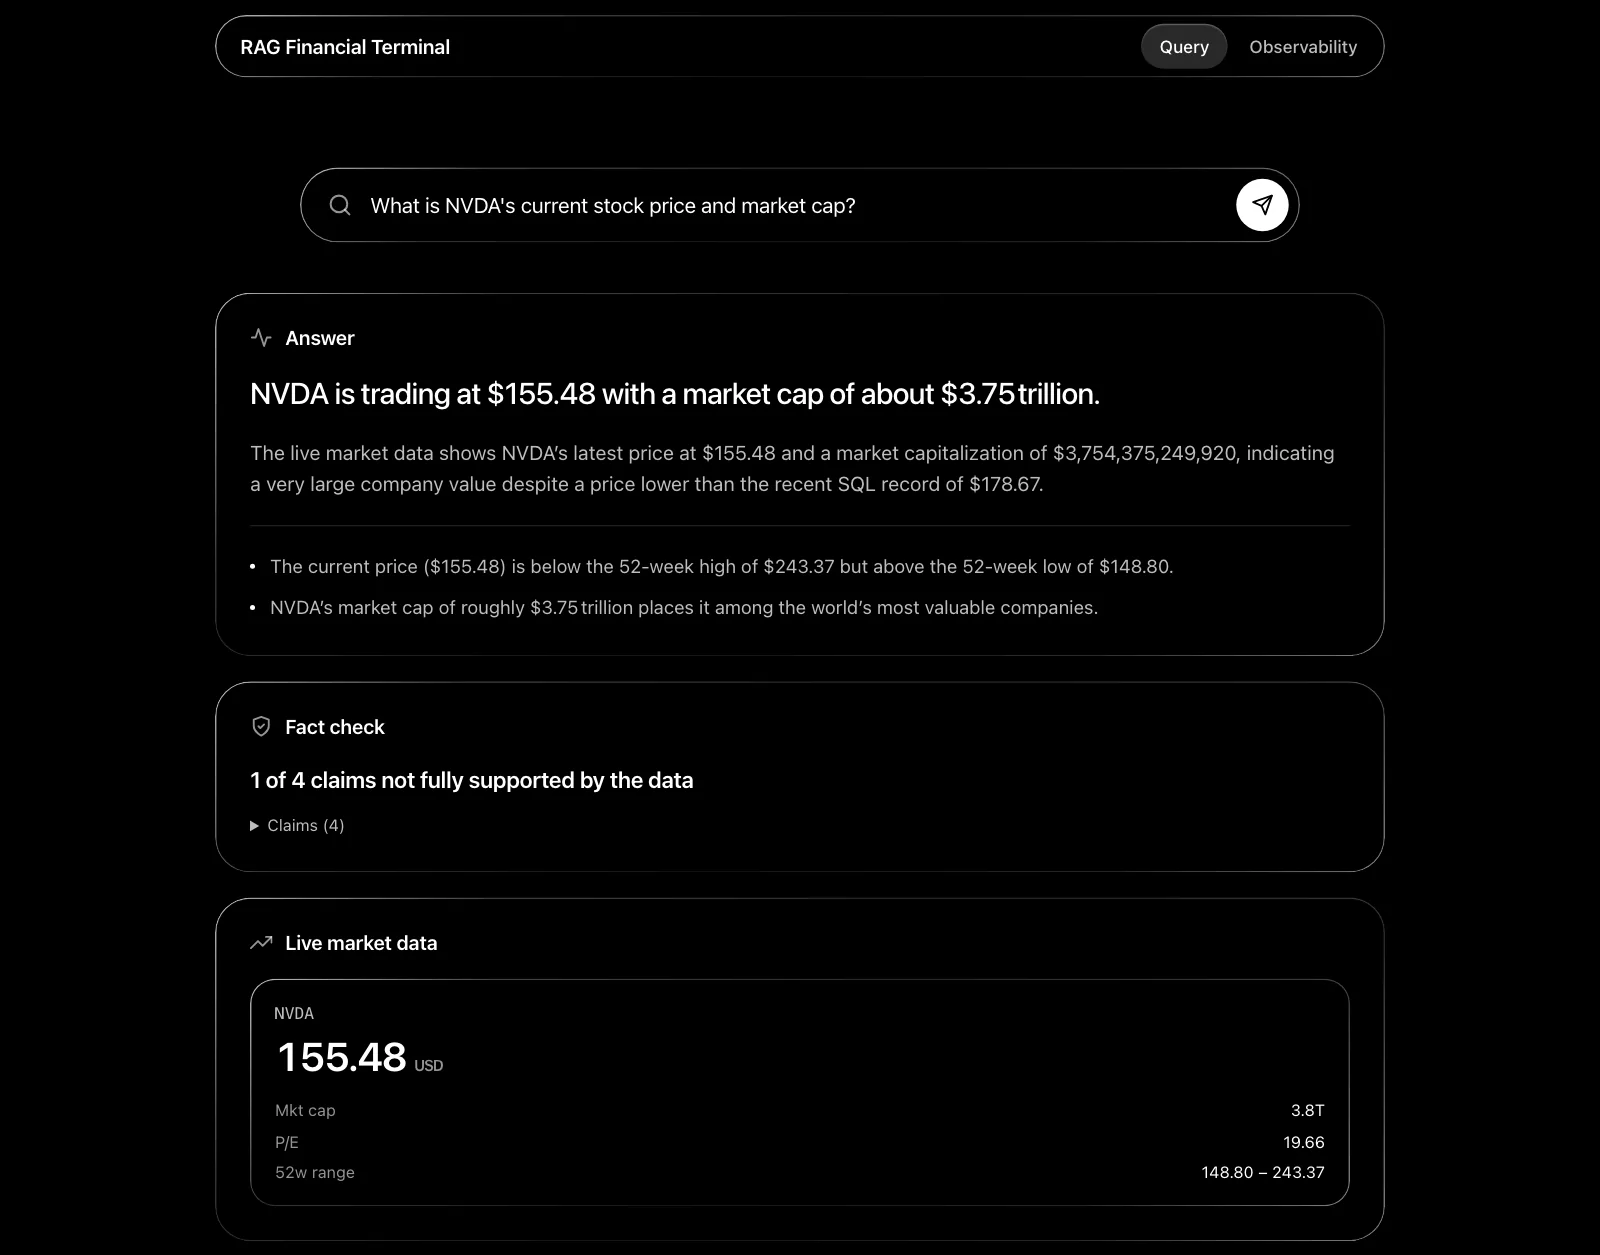 RAG Financial Terminal
Query
Observability
What is NVDA's current stock price and market cap?
Answer
NVDA is trading at $155.48 with a market cap of about $3.75 trillion.
The live market data shows NVDA’s latest price at $155.48 and a market capitalization of $3,754,375,249,920, indicating
a very large company value despite a price lower than the recent SQL record of $178.67.
• The current price ($155.48) is below the 52-week high of $243.37 but above the 52-week low of $148.80.
• NVDA’s market cap of roughly $3.75 trillion places it among the world’s most valuable companies.
Fact check
1 of 4 claims not fully supported by the data
Claims (4)
Live market data
NVDA
155.48 USD
Mkt cap 3.8T
P/E 19.66
52w range 148.80 – 243.37